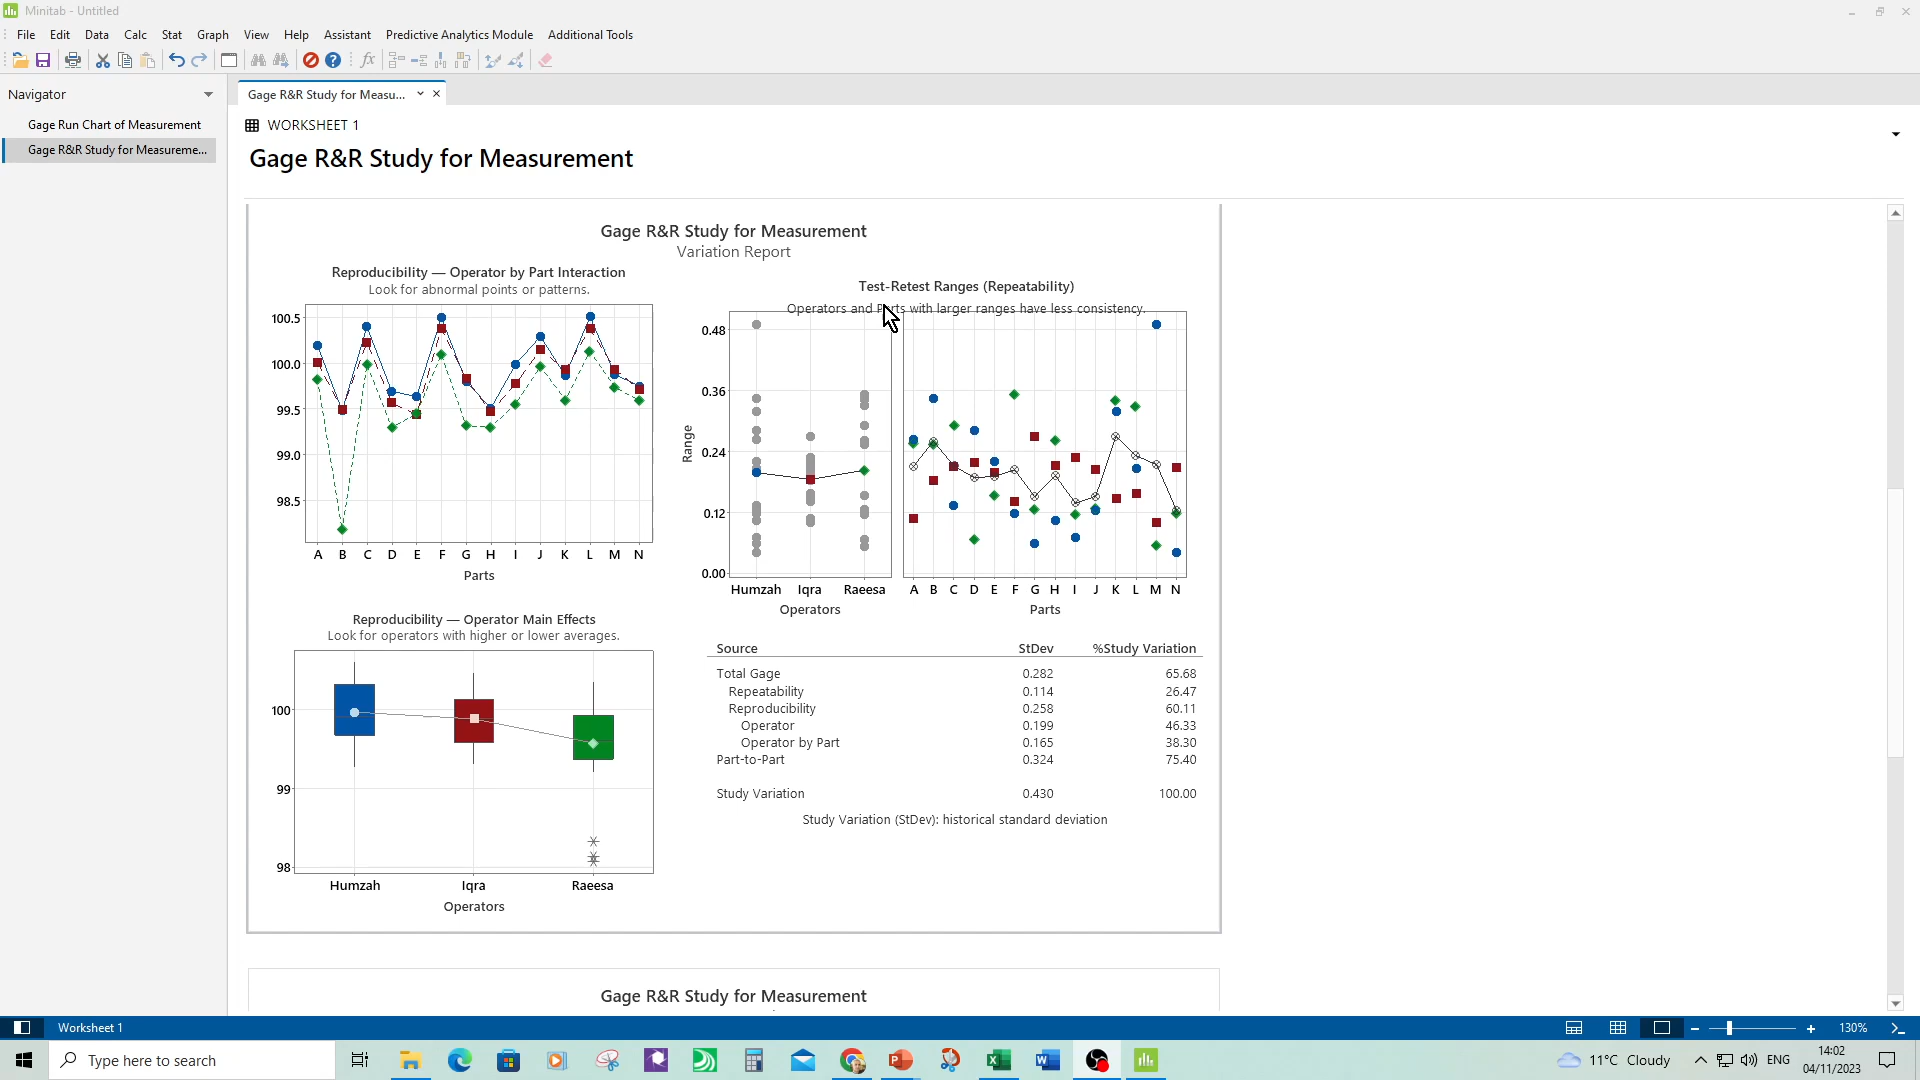 Minitab - Untitled
File Edit Data Calc Stat Graph View Help Assistant Predictive Analytics Module Additional Tools
Navigator
Gage Run Chart of Measurement
Gage R&R Study for Measureme...
Gage R&R Study for Measu...
WORKSHEET 1
Gage R&R Study for Measurement
Gage R&R Study for Measurement
Variation Report
Reproducibility — Operator by Part Interaction
Look for abnormal points or patterns.
100.5
100.0
99.5
99.0
98.5
A B C D E F G H I J K L M N
Parts
Test-Retest Ranges (Repeatability)
Operators and Parts with larger ranges have less consistency.
0.48
0.36
0.24
0.12
0.00
Range
Humzah Iqra Raeesa
Operators
A B C D E F G H I J K L M N
Parts
Reproducibility — Operator Main Effects
Look for operators with higher or lower averages.
100
99
98
Humzah Iqra Raeesa
Operators
Source StDev %Study Variation
Total Gage 0.282 65.68
Repeatability 0.114 26.47
Reproducibility 0.258 60.11
Operator 0.199 46.33
Operator by Part 0.165 38.30
Part-to-Part 0.324 75.40
Study Variation 0.430 100.00
Study Variation (StDev): historical standard deviation
Gage R&R Study for Measurement
Worksheet 1
130%
Type here to search
11°C Cloudy
ENG
14:02
04/11/2023